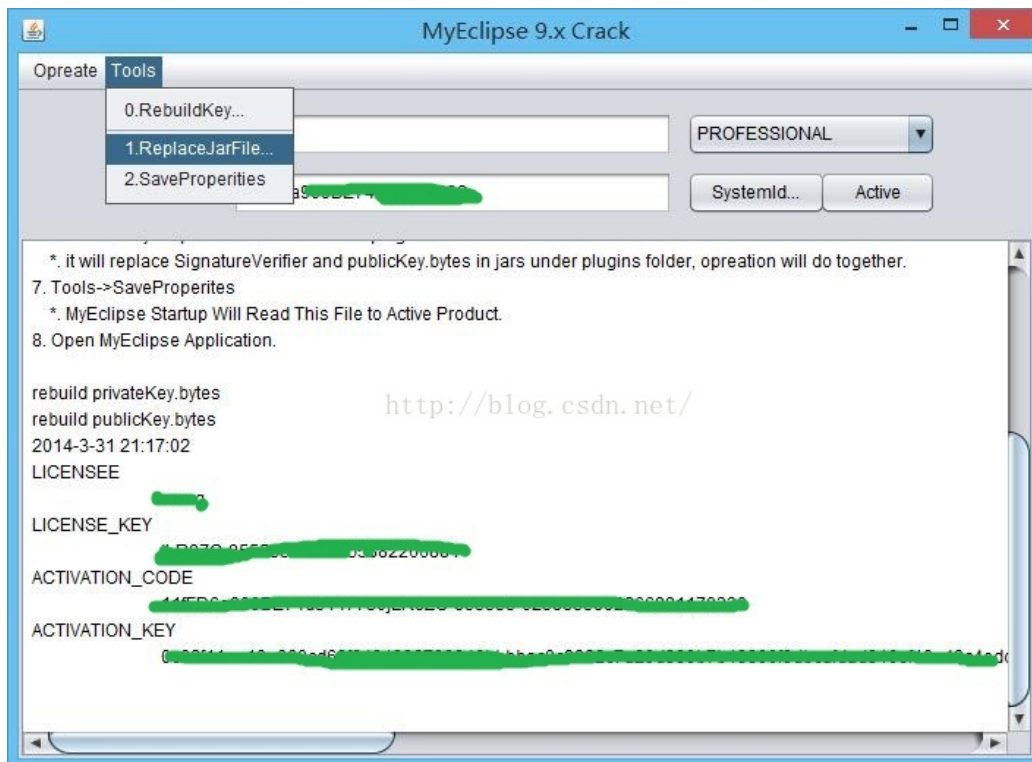 MyEclipse 9.x Crack
Opreate Tools
0.RebuildKey...
1.ReplaceJarFile...
2.SaveProperities
PROFESSIONAL
SystemId... Active
*. it will replace SignatureVerifier and publicKey.bytes in jars under plugins folder, opreation will do together.
7. Tools->SaveProperites
*. MyEclipse Startup Will Read This File to Active Product.
8. Open MyEclipse Application.
rebuild privateKey.bytes
http://blog.csdn.net/
rebuild publicKey.bytes
2014-3-31 21:17:02
LICENSEE
LICENSE_KEY
ACTIVATION_CODE
ACTIVATION_KEY